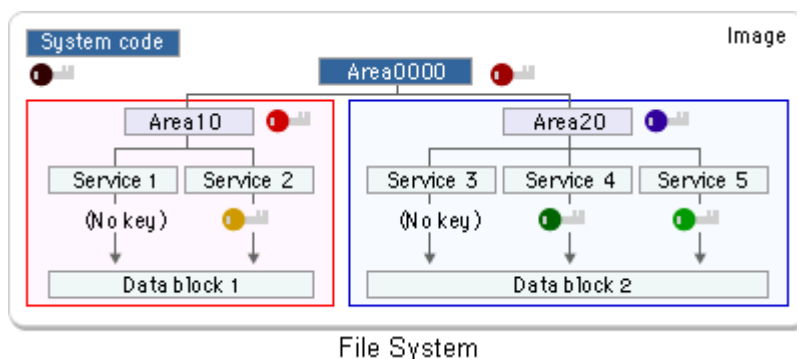 System code
Image
Area0000
Area10
Area20
Service 1
Service 2
Service 3
Service 4
Service 5
(No key)
(No key)
Data block 1
Data block 2
File System